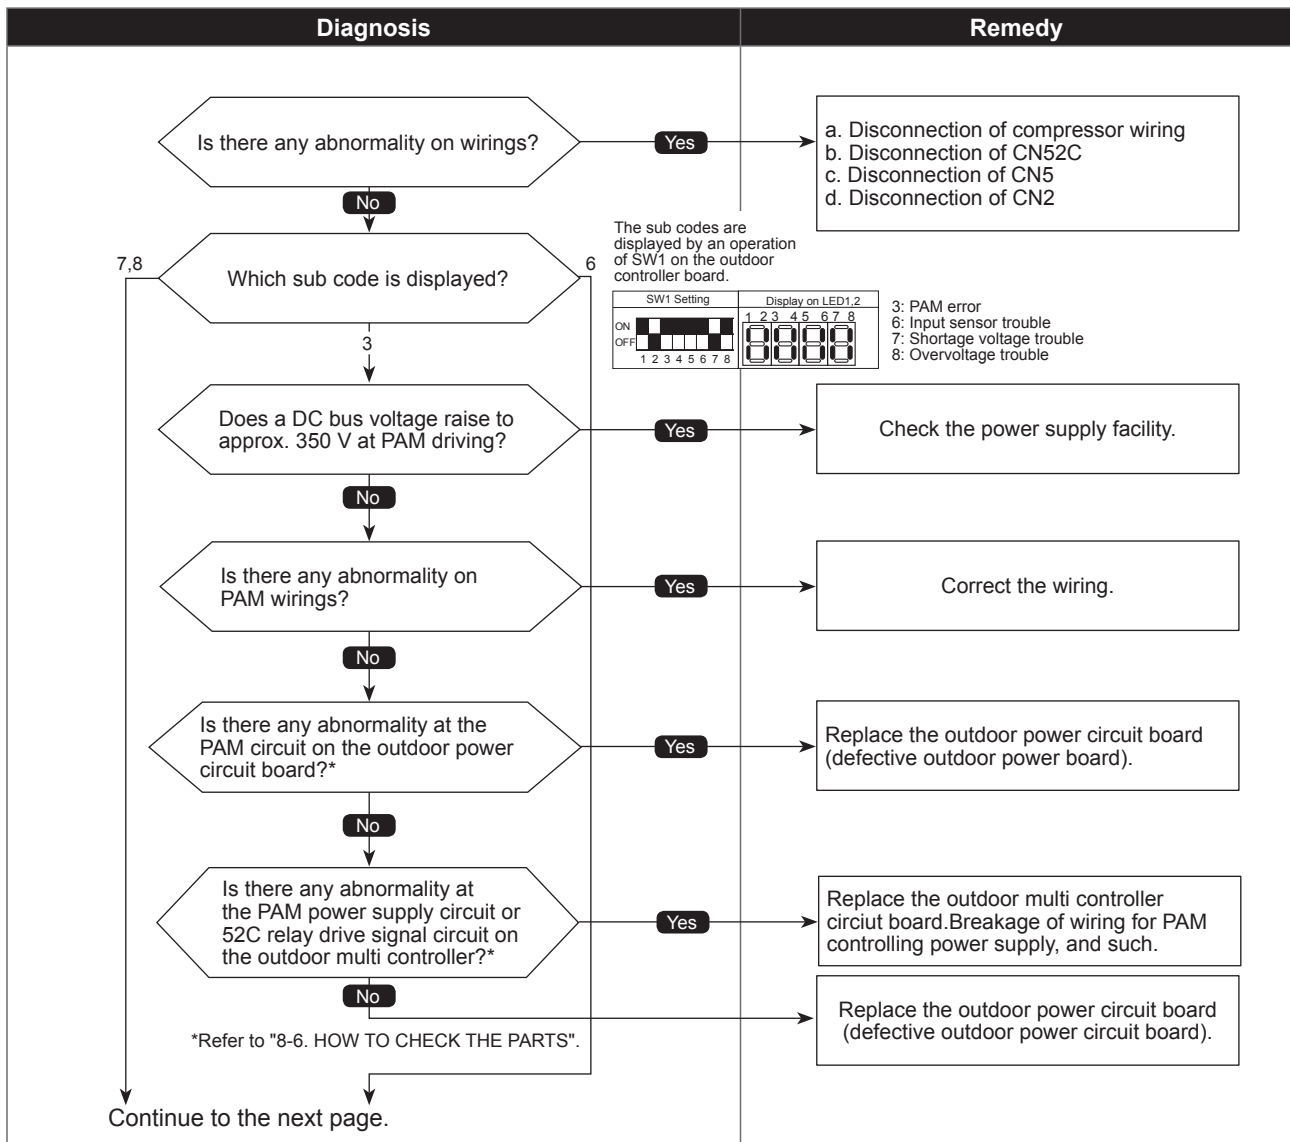 Diagnosis
Remedy
Is there any abnormality on wirings?
Yes
a. Disconnection of compressor wiring
b. Disconnection of CN52C
c. Disconnection of CN5
d. Disconnection of CN2
No
The sub codes are
displayed by an operation
of SW1 on the outdoor
controller board.
7,8
Which sub code is displayed?
6
SW1 Setting
Display on LED1,2
ON
OFF
1 2 3 4 5 6 7 8
1 2 3 4 5 6 7 8
3: PAM error
6: Input sensor trouble
7: Shortage voltage trouble
8: Overvoltage trouble
3
Does a DC bus voltage raise to
approx. 350 V at PAM driving?
Yes
Check the power supply facility.
No
Is there any abnormality on
PAM wirings?
Yes
Correct the wiring.
No
Is there any abnormality at the
PAM circuit on the outdoor power
circuit board?*
Yes
Replace the outdoor power circuit board
(defective outdoor power board).
No
Is there any abnormality at
the PAM power supply circuit or
52C relay drive signal circuit on
the outdoor multi controller?*
Yes
Replace the outdoor multi controller
circiut board.Breakage of wiring for PAM
controlling power supply, and such.
No
Replace the outdoor power circuit board
(defective outdoor power circuit board).
*Refer to "8-6. HOW TO CHECK THE PARTS".
Continue to the next page.